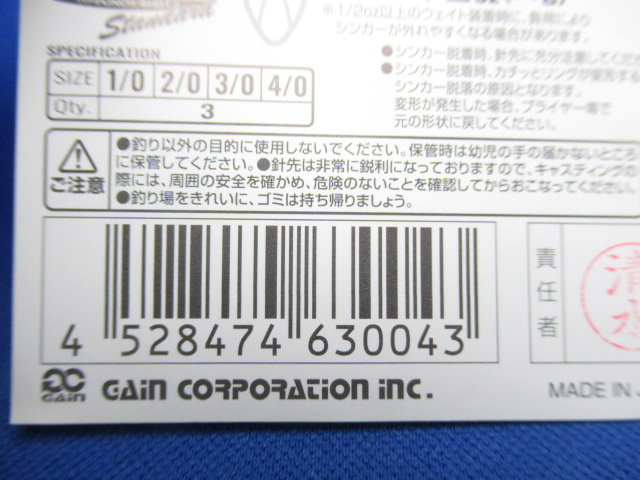 Standard
※1/2oz以上のウェイト装着時に、負荷により
シンカーが外れやすくなる場合があります。
●シンカー脱着時、針先に充分注意してくだ
●シンカー脱着時、カチッとリングが変形する
シンカー脱落の原因となります。
変形が発生した場合、プライヤー等で
元の形状に戻してください。
SPECIFICATION
SIZE 1/0 2/0 3/0 4/0
Qty. 3
ご注意
●釣り以外の目的に使用しないでください。保管時は幼児の手の届かないところ
に保管してください。●針先は非常に鋭利になっておりますので、キャスティングの
際には、周囲の安全を確かめ、危険のないことを確認してからおこなってください
●釣り場をきれいに、ゴミは持ち帰りましょう。
4 528474 630043
責任者
清水
GAIN GAIN CORPORATION INC.
MADE IN J